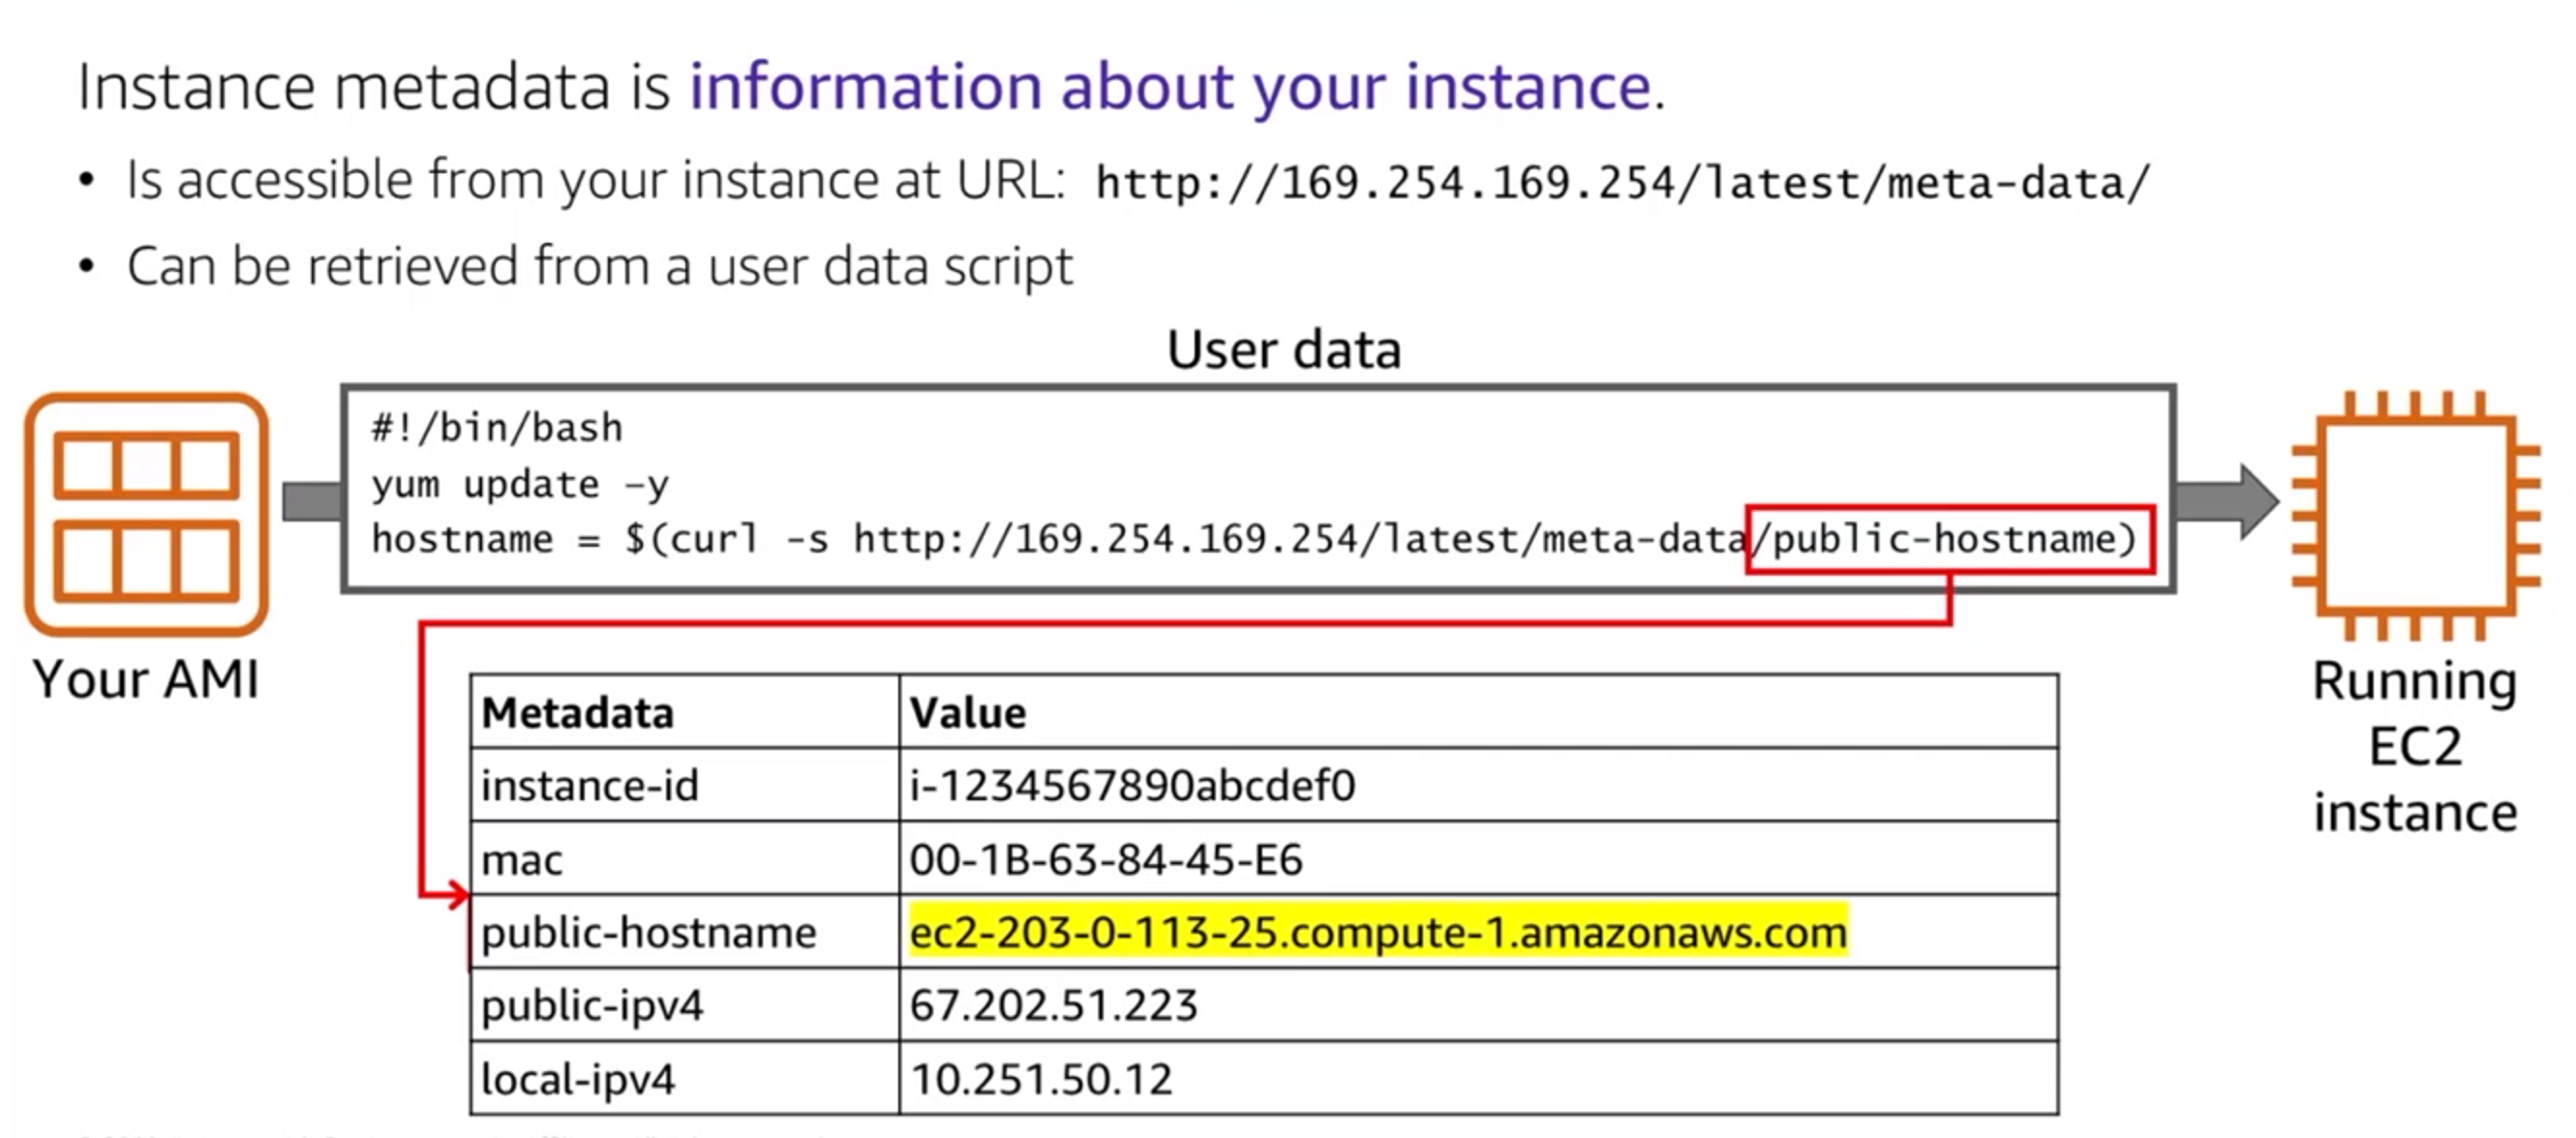 Instance metadata is information about your instance.
• Is accessible from your instance at URL: http://169.254.169.254/latest/meta-data/
• Can be retrieved from a user data script
User data
#!/bin/bash
yum update –y
hostname = $(curl -s http://169.254.169.254/latest/meta-data/public-hostname)
Your AMI
Running
EC2
instance
Metadata Value
instance-id i-1234567890abcdef0
mac 00-1B-63-84-45-E6
public-hostname ec2-203-0-113-25.compute-1.amazonaws.com
public-ipv4 67.202.51.223
local-ipv4 10.251.50.12